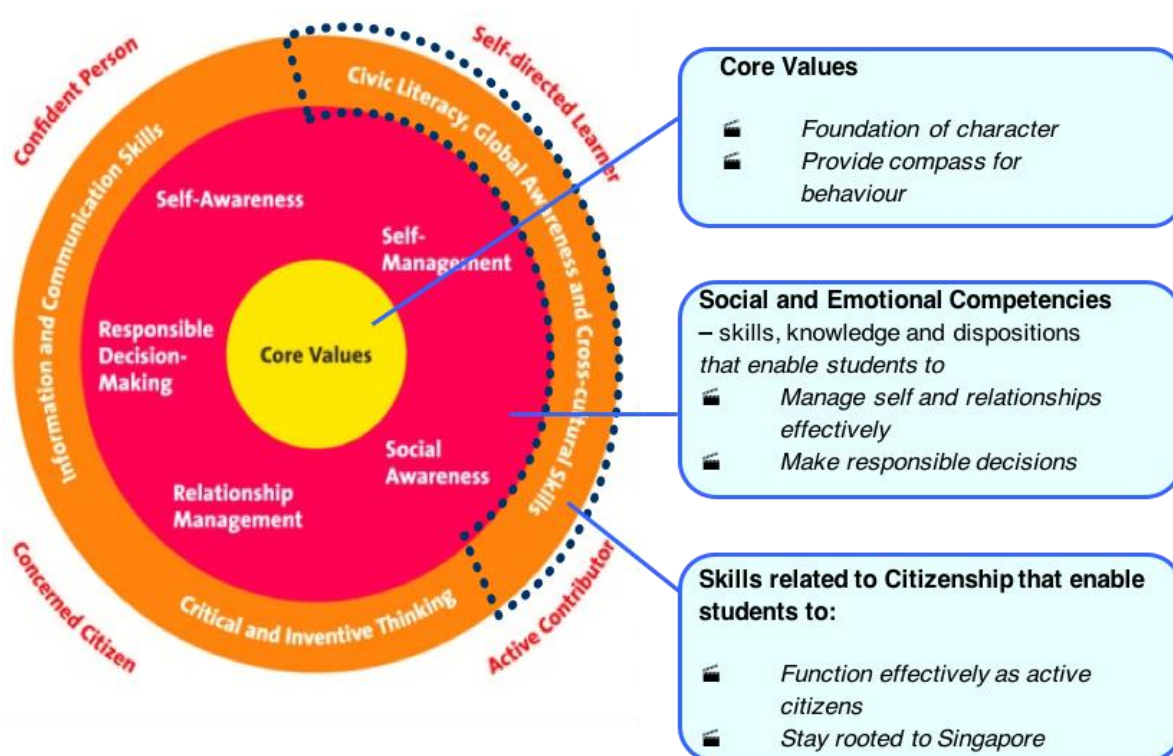 Confident Person
Self-directed Learner
Concerned Citizen
Active Contributor
Information and Communication Skills
Civic Literacy, Global Awareness and Cross-cultural Skills
Critical and Inventive Thinking
Self-Awareness
Self-
Management
Responsible
Decision-
Making
Core Values
Social
Awareness
Relationship
Management
Core Values
Foundation of character
Provide compass for
behaviour
Social and Emotional Competencies
– skills, knowledge and dispositions
that enable students to
Manage self and relationships
effectively
Make responsible decisions
Skills related to Citizenship that enable
students to:
Function effectively as active
citizens
Stay rooted to Singapore